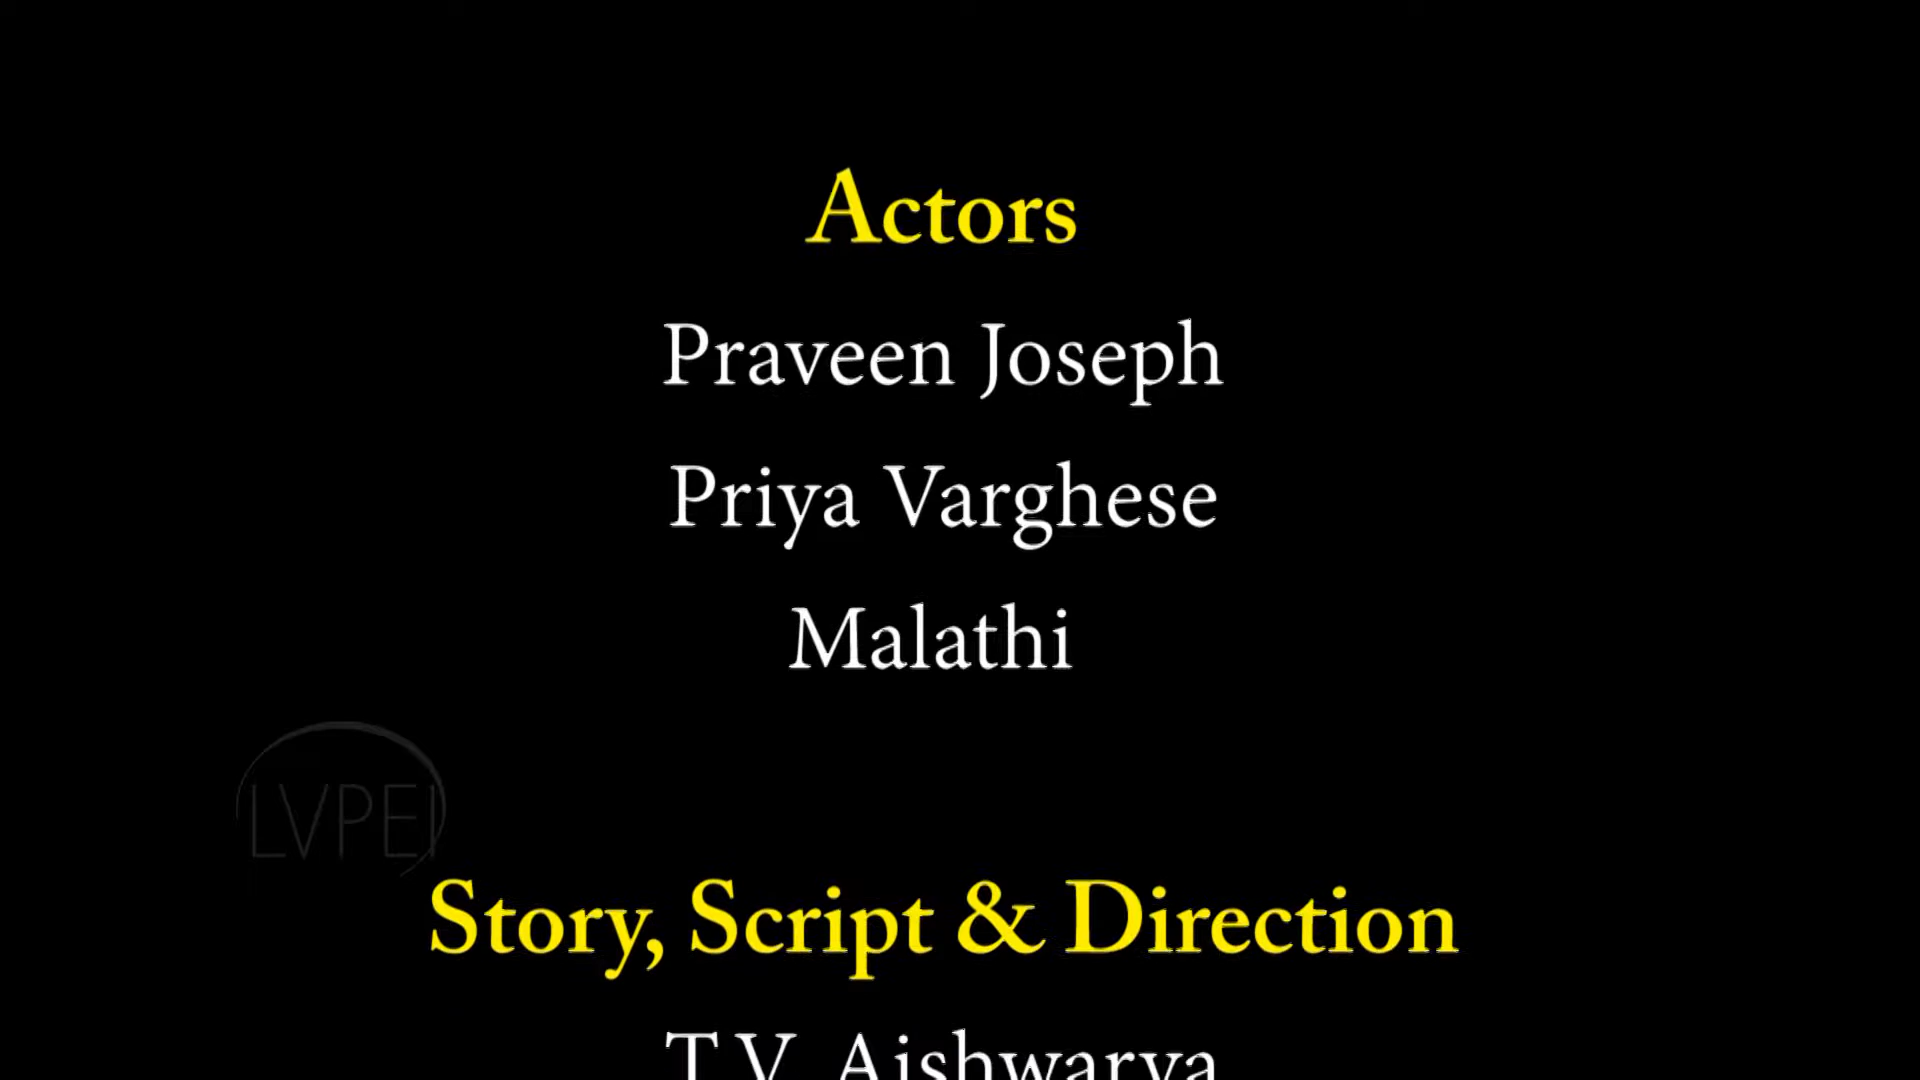 Actors
Praveen Joseph
Priya Varghese
Malathi
LVPEI
Story, Script & Direction
T V Aishwarya